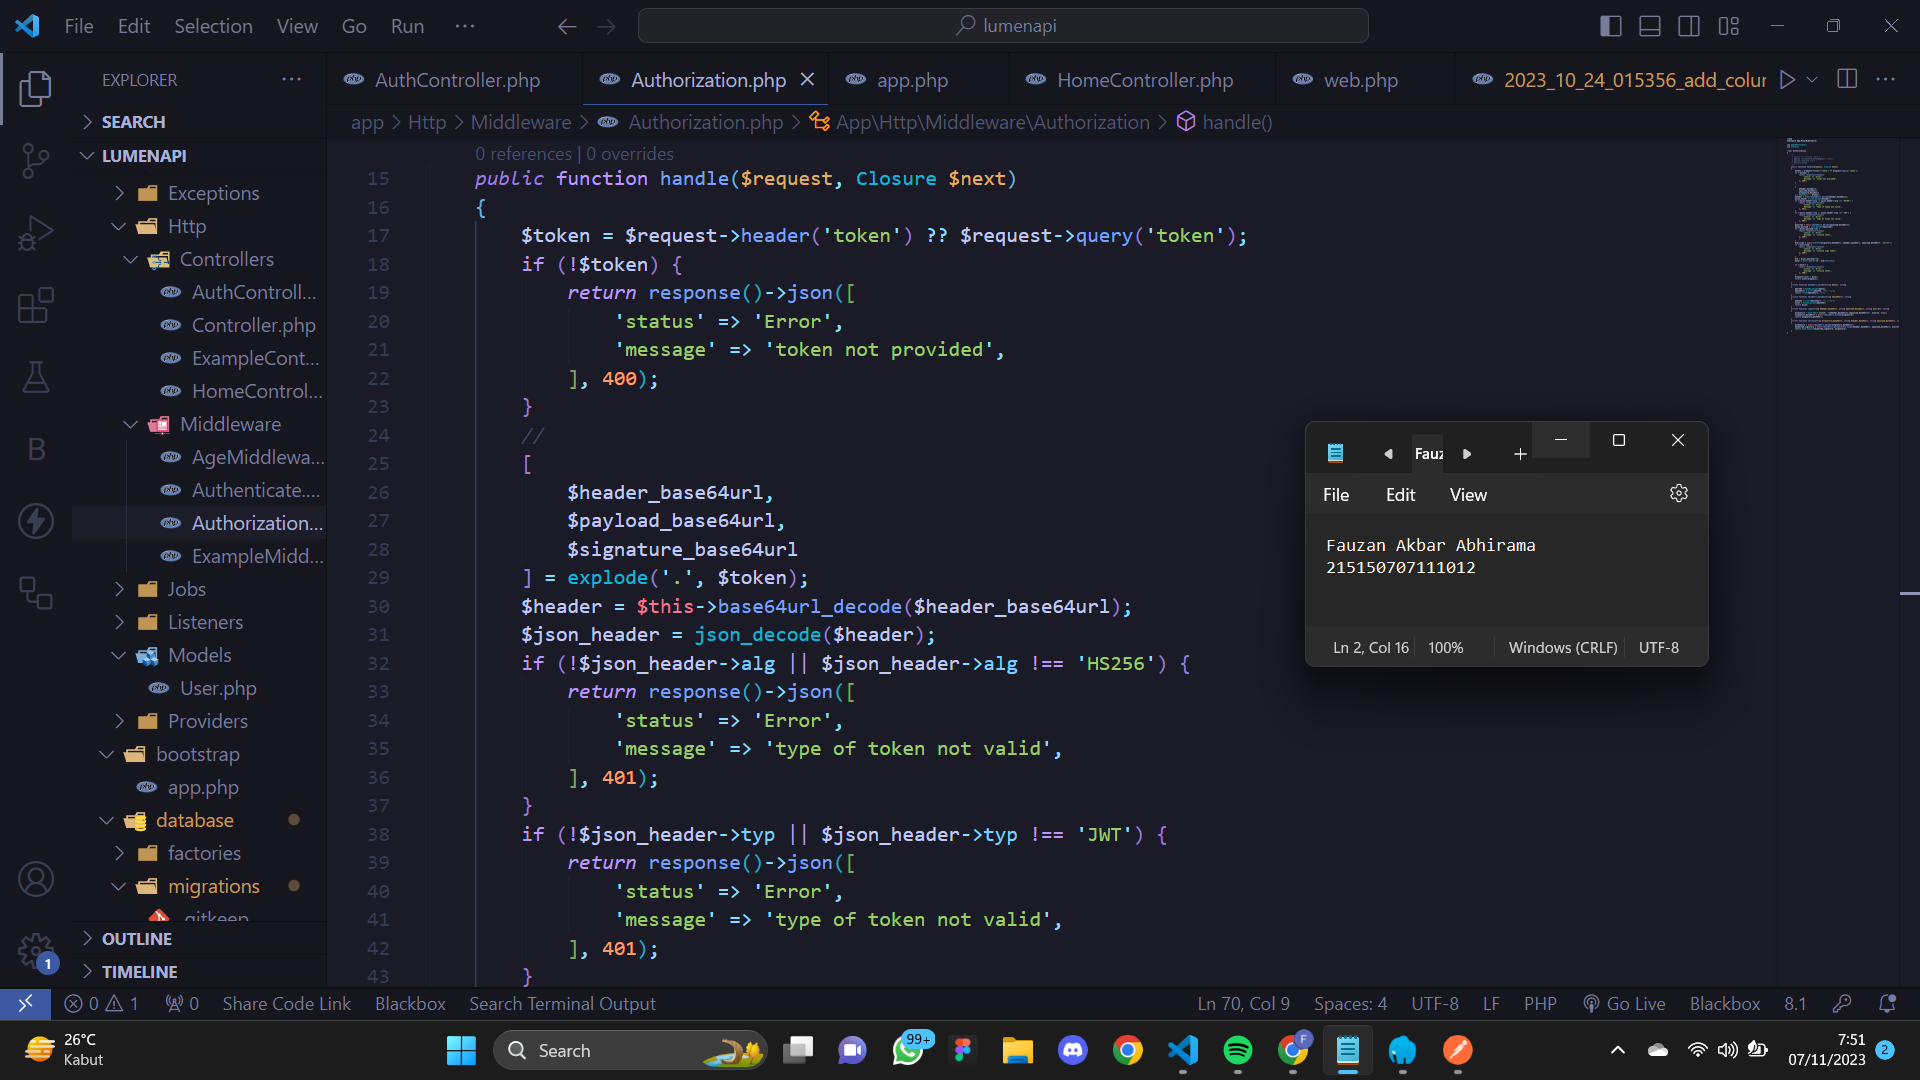 File Edit Selection View Go Run ··· lumenapi
EXPLORER ···
AuthController.php Authorization.php app.php HomeController.php web.php 2023_10_24_015356_add_colur
app > Http > Middleware > Authorization.php > App\Http\Middleware\Authorization > handle()
SEARCH
LUMENAPI
Exceptions
Http
Controllers
AuthControll...
Controller.php
ExampleCont...
HomeControl...
Middleware
AgeMiddlewa...
Authenticate....
Authorization...
ExampleMidd...
Jobs
Listeners
Models
User.php
Providers
bootstrap
app.php
database
factories
migrations
.gitkeep
OUTLINE
TIMELINE
0 references | 0 overrides
15 public function handle($request, Closure $next)
16 {
17 $token = $request->header('token') ?? $request->query('token');
18 if (!$token) {
19 return response()->json([
20 'status' => 'Error',
21 'message' => 'token not provided',
22 ], 400);
23 }
24 //
25 [
26 $header_base64url,
27 $payload_base64url,
28 $signature_base64url
29 ] = explode('.', $token);
30 $header = $this->base64url_decode($header_base64url);
31 $json_header = json_decode($header);
32 if (!$json_header->alg || $json_header->alg !== 'HS256') {
33 return response()->json([
34 'status' => 'Error',
35 'message' => 'type of token not valid',
36 ], 401);
37 }
38 if (!$json_header->typ || $json_header->typ !== 'JWT') {
39 return response()->json([
40 'status' => 'Error',
41 'message' => 'type of token not valid',
42 ], 401);
43 }
Fauz
File Edit View
Fauzan Akbar Abhirama
215150707111012
Ln 2, Col 16 100% Windows (CRLF) UTF-8
B
1
0 1 0 Share Code Link Blackbox Search Terminal Output Ln 70, Col 9 Spaces: 4 UTF-8 LF PHP Go Live Blackbox 8.1
26°C
Kabut
Search
99+
F
7:51
07/11/2023
2